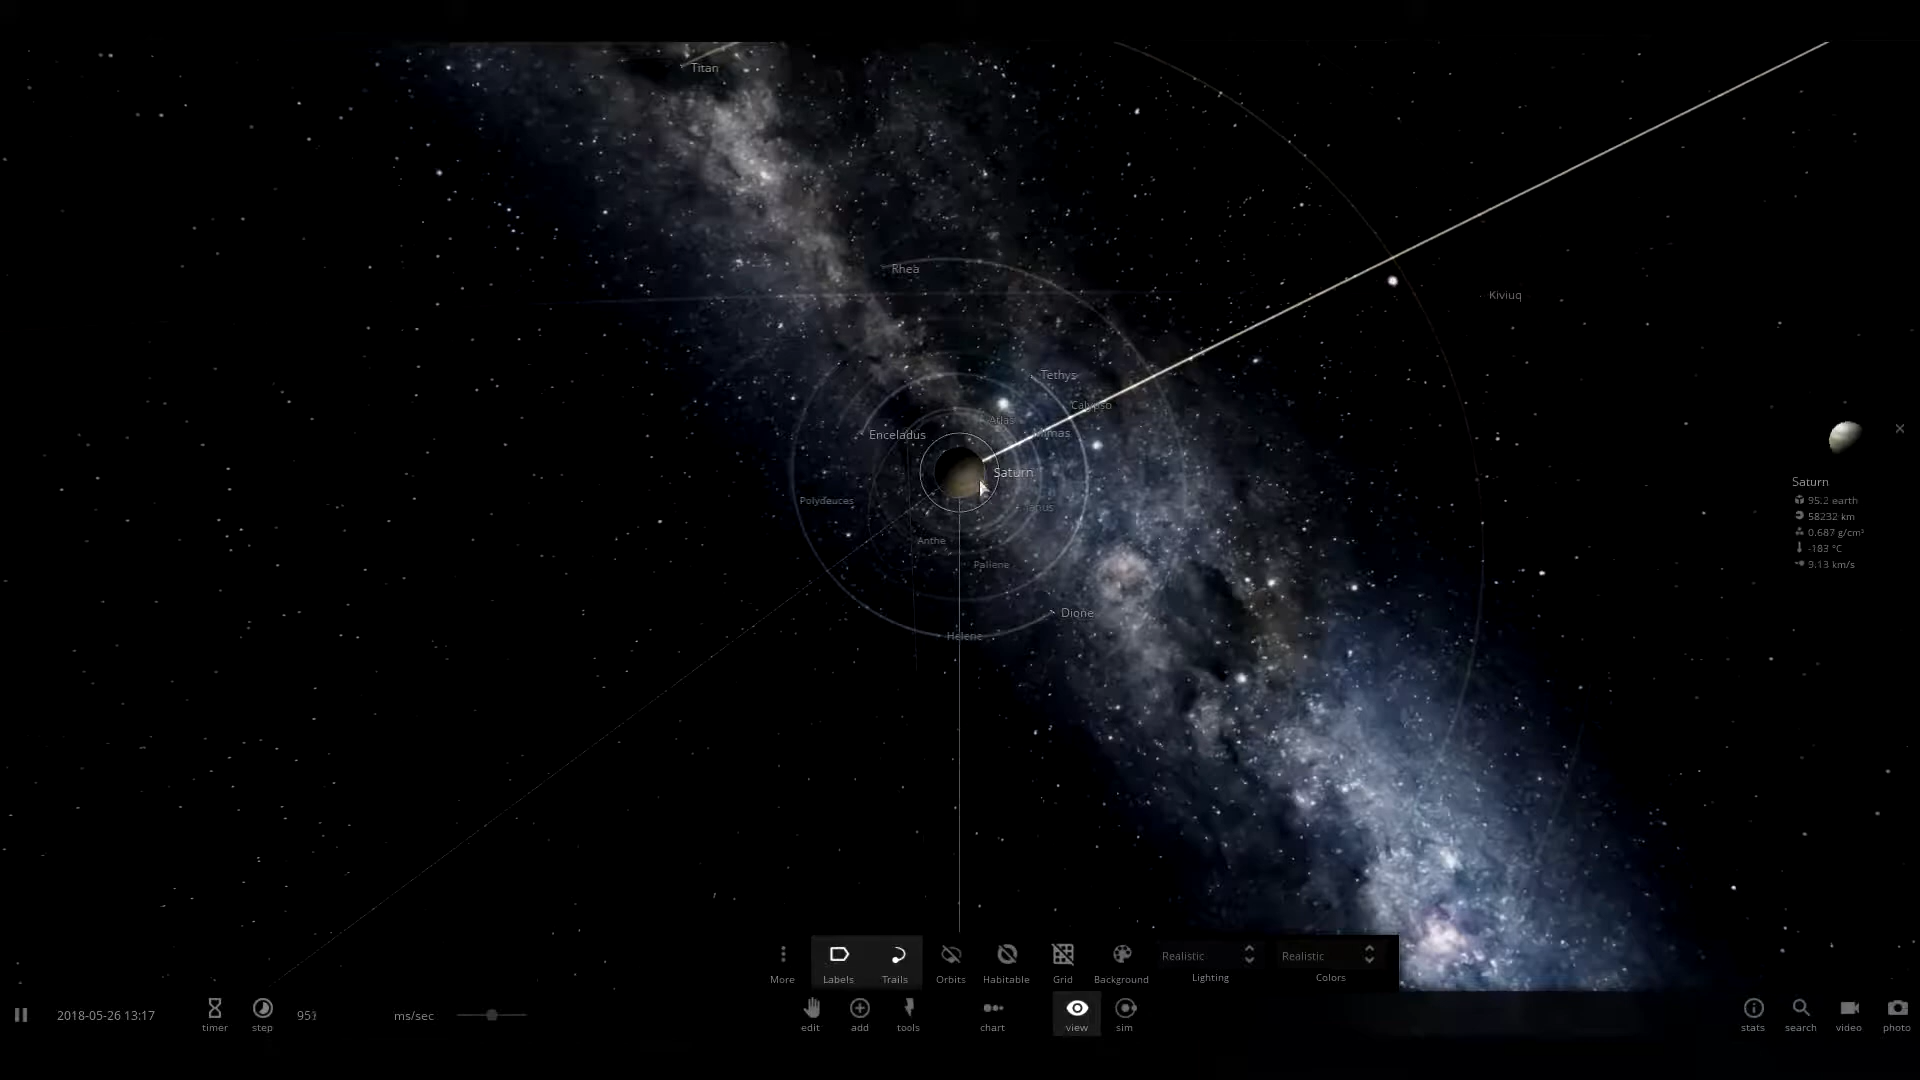 Titan
Rhea
Kiviuq
Tethys
Calypso
Atlas
Mimas
Enceladus
Saturn
Polydeuces
Anthe
Pallene
Dione
Helene
Saturn
95.2 earth
58232 km
0.687 g/cm³
-183 °C
9.13 km/s
Realistic
Realistic
More
Labels
Trails
Orbits
Habitable
Grid
Background
Lighting
Colors
2018-05-26 13:17
timer
step
ms/sec
edit
add
tools
chart
view
sim
stats
search
video
photo